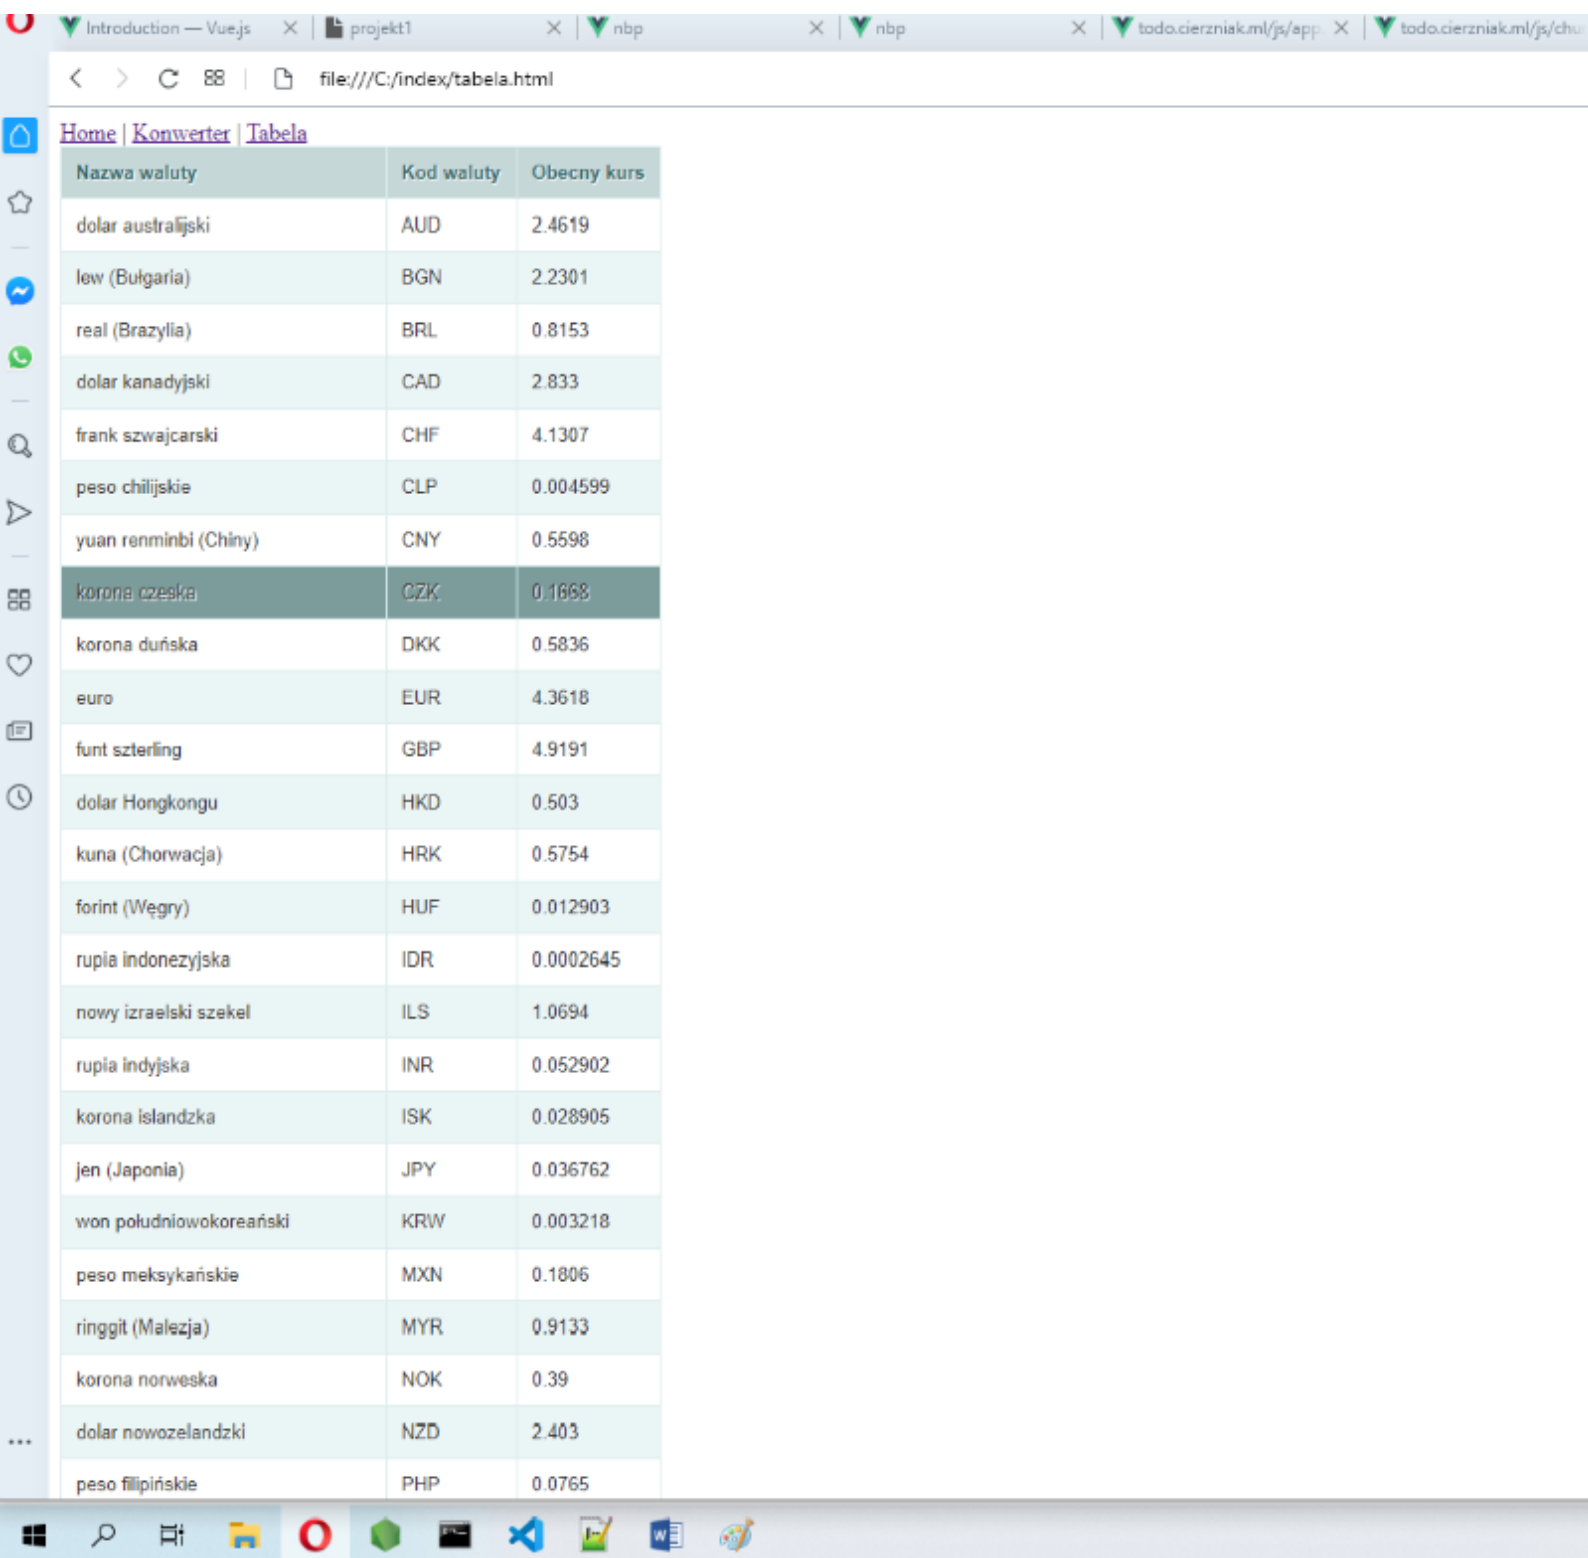 Introduction — Vue.js
projekt1
nbp
nbp
todo.cierzniak.ml/js/app.
todo.cierzniak.ml/js/chu
file:///C:/index/tabela.html
Home | Konwerter | Tabela
Nazwa waluty Kod waluty Obecny kurs
dolar australijski AUD 2.4619
lew (Bułgaria) BGN 2.2301
real (Brazylia) BRL 0.8153
dolar kanadyjski CAD 2.833
frank szwajcarski CHF 4.1307
peso chilijskie CLP 0.004599
yuan renminbi (Chiny) CNY 0.5598
korona czeska CZK 0.1668
korona duńska DKK 0.5836
euro EUR 4.3618
funt szterling GBP 4.9191
dolar Hongkongu HKD 0.503
kuna (Chorwacja) HRK 0.5754
forint (Węgry) HUF 0.012903
rupia indonezyjska IDR 0.0002645
nowy izraelski szekel ILS 1.0694
rupia indyjska INR 0.052902
korona islandzka ISK 0.028905
jen (Japonia) JPY 0.036762
won południowokoreański KRW 0.003218
peso meksykańskie MXN 0.1806
ringgit (Malezja) MYR 0.9133
korona norweska NOK 0.39
dolar nowozelandzki NZD 2.403
peso filipińskie PHP 0.0765